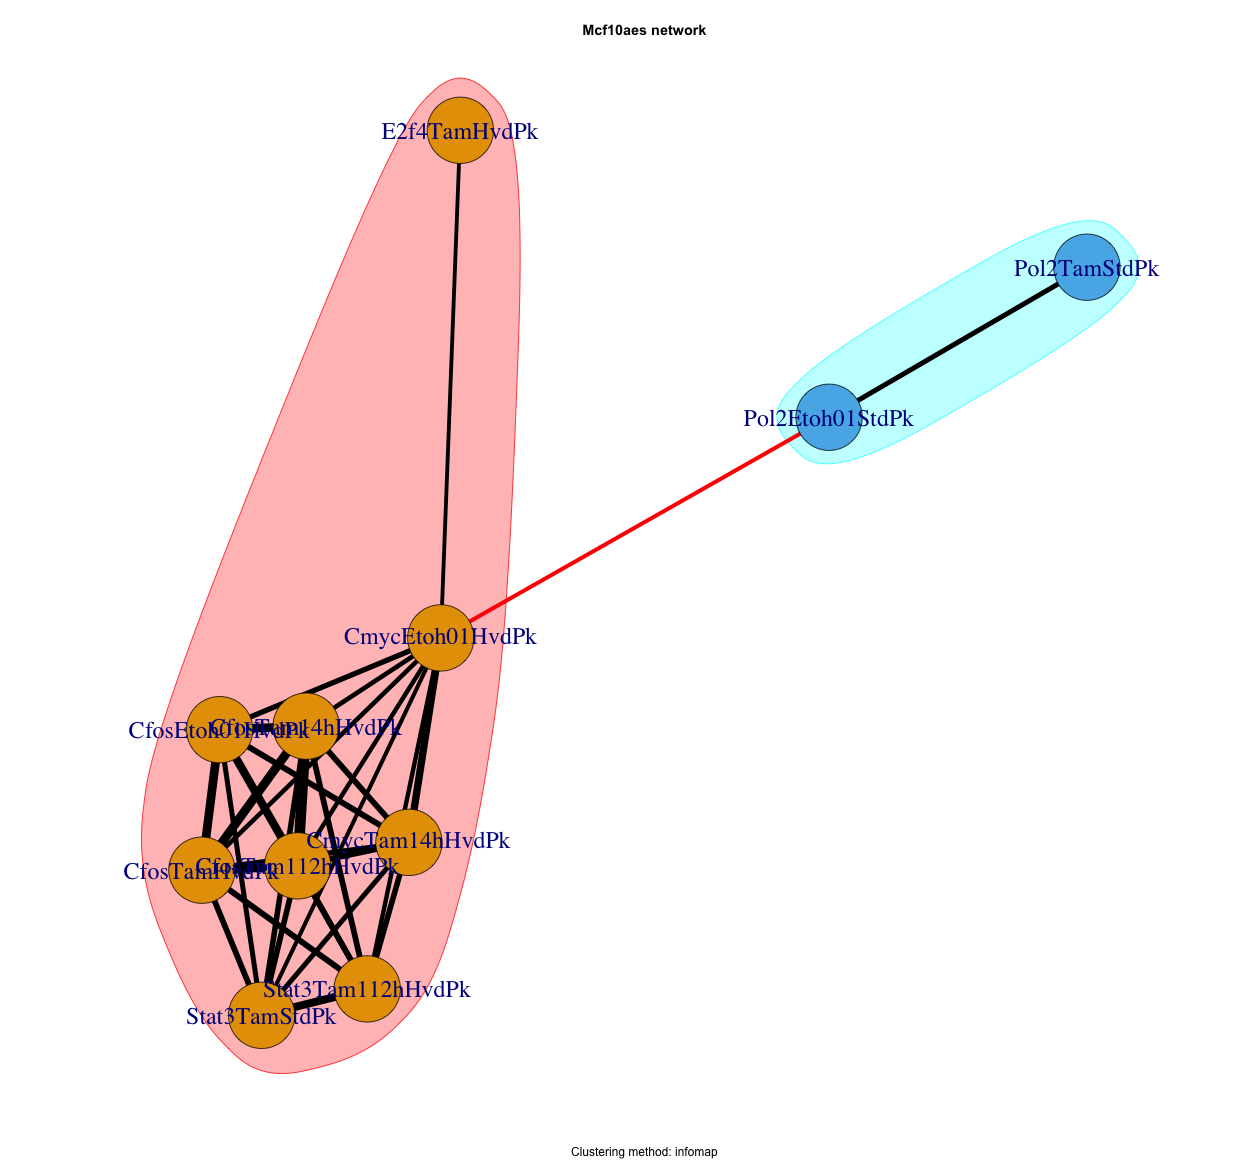 Mcf10aes network
E2f4TamHvdPk
Pol2TamStdPk
Pol2Etoh01StdPk
CmycEtoh01HvdPk
CfosEtoh01HvdPk
CfosTam14hHvdPk
CmycTam14hHvdPk
CfosTamHvdPk
CfosTam112hHvdPk
Stat3Tam112hHvdPk
Stat3TamStdPk
Clustering method: infomap